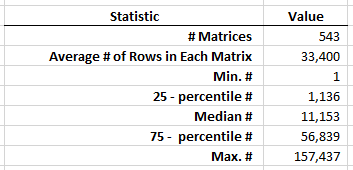 Statistic Value
# Matrices 543
Average # of Rows in Each Matrix 33,400
Min. # 1
25 - percentile # 1,136
Median # 11,153
75 -  percentile # 56,839
Max. # 157,437